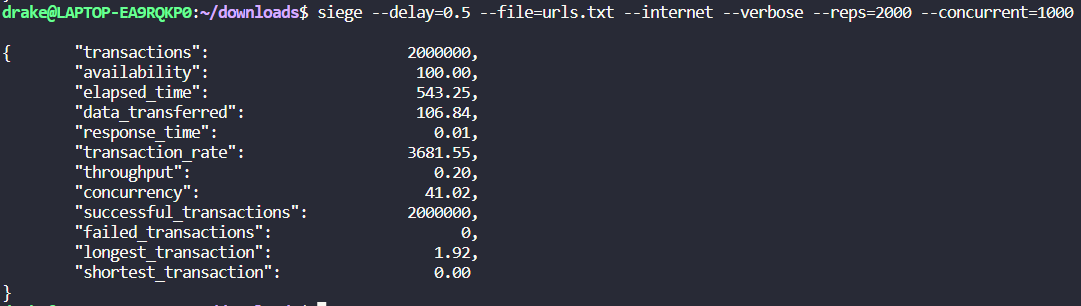 drake@LAPTOP-EA9RQKP0:~/downloads$ siege --delay=0.5 --file=urls.txt --internet --verbose --reps=2000 --concurrent=1000
{ "transactions": 2000000,
"availability": 100.00,
"elapsed_time": 543.25,
"data_transferred": 106.84,
"response_time": 0.01,
"transaction_rate": 3681.55,
"throughput": 0.20,
"concurrency": 41.02,
"successful_transactions": 2000000,
"failed_transactions": 0,
"longest_transaction": 1.92,
"shortest_transaction": 0.00
}